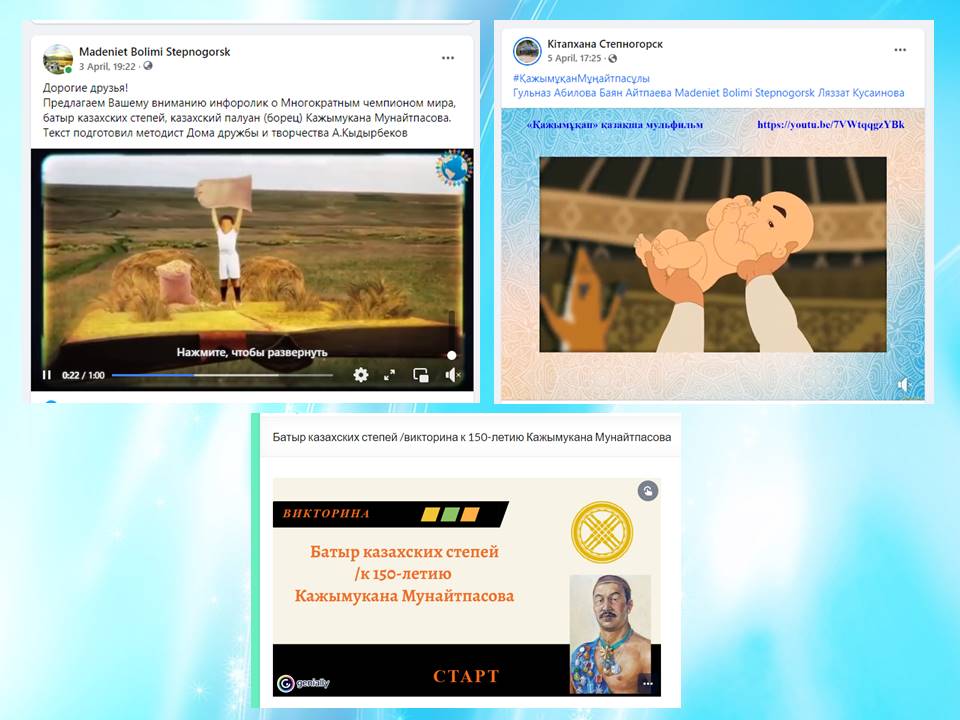 Madeniet Bolimi Stepnogorsk
3 April, 19:22 ·
Дорогие друзья!
Предлагаем Вашему вниманию инфоролик о Многократным чемпионом мира,
батыр казахских степей, казахский палуан (борец) Кажымукана Мунайтпасова.
Текст подготовил методист Дома дружбы и творчества А.Кыдырбеков
Нажмите, чтобы развернуть
0:22 / 1:00
Кітапхана Степногорск
5 April, 17:25 ·
#ҚажымұқанМұңайтпасұлы
Гульназ Абилова Баян Айтпаева Madeniet Bolimi Stepnogorsk Ляззат Кусаинова
«Қажымұқан» қазақша мульфильм https://youtu.be/7VWtqqgzYBk
Батыр казахских степей /викторина к 150-летию Кажымукана Мунайтпасова
ВИКТОРИНА
Батыр казахских степей
/к 150-летию
Кажымукана Мунайтпасова
СТАРТ
genially